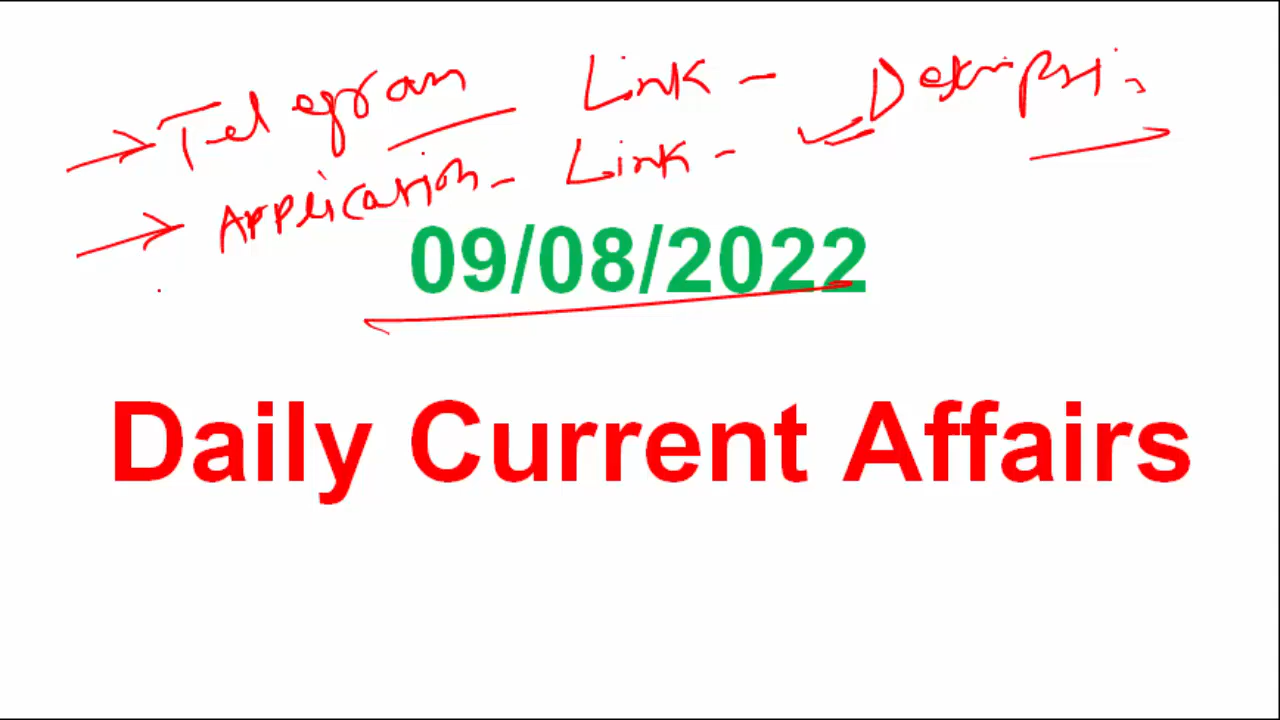 → Telegram Link -
→ Application - Link -
09/08/2022
Daily Current Affairs